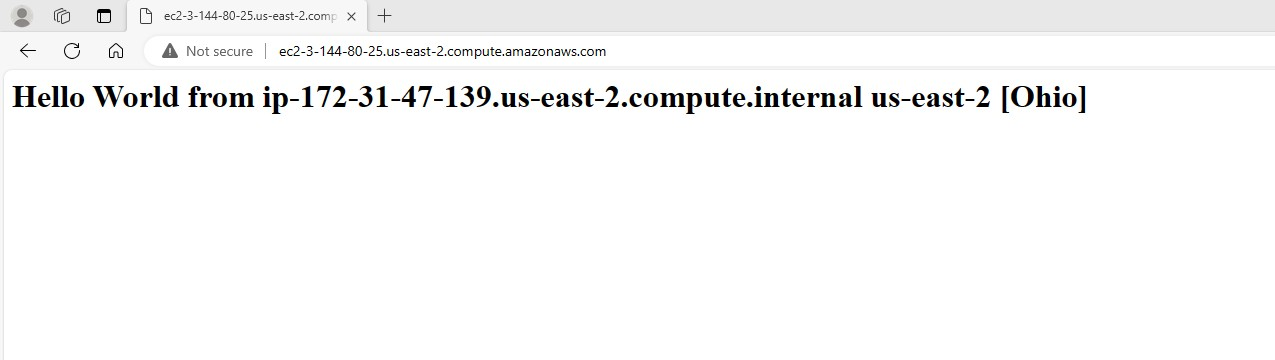 ec2-3-144-80-25.us-east-2.comp
Not secure
ec2-3-144-80-25.us-east-2.compute.amazonaws.com
Hello World from ip-172-31-47-139.us-east-2.compute.internal us-east-2 [Ohio]